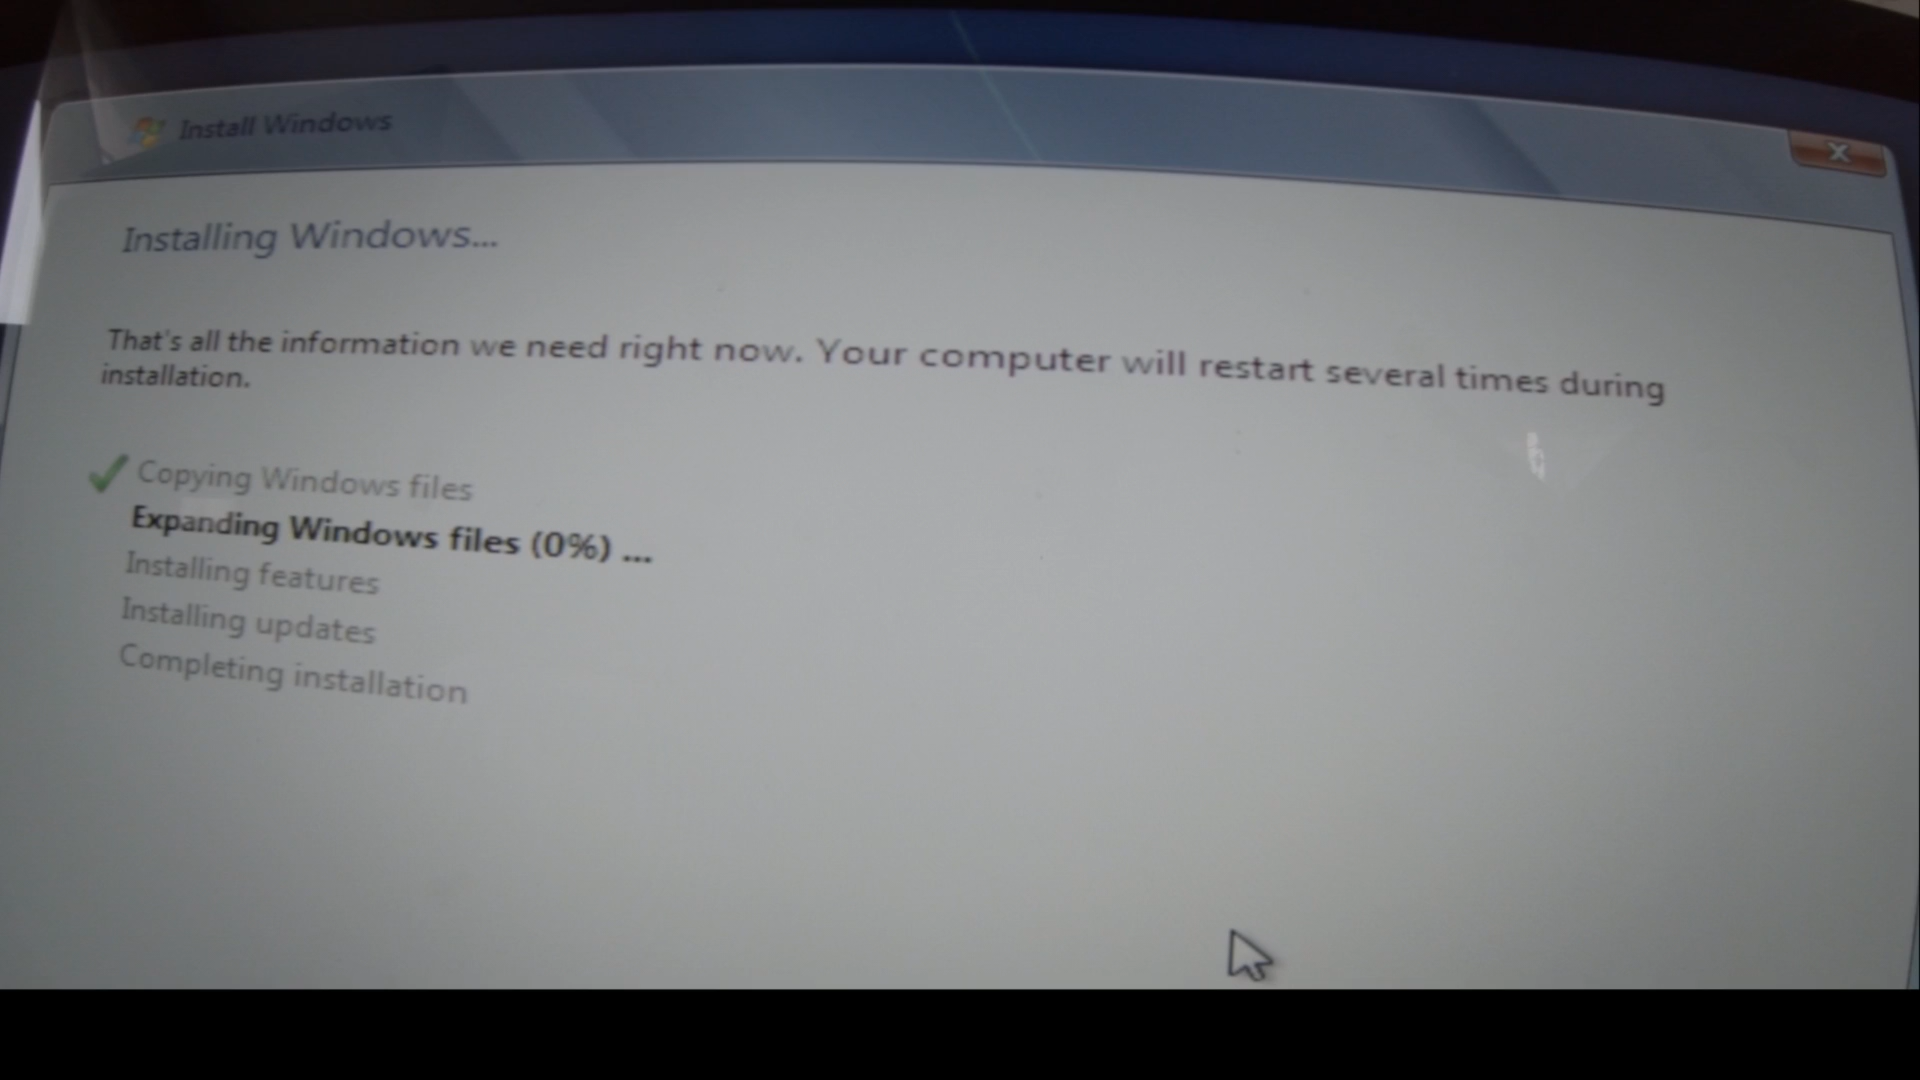 Install Windows
Installing Windows...
That's all the information we need right now. Your computer will restart several times during
installation.
Copying Windows files
Expanding Windows files (0%) ...
Installing features
Installing updates
Completing installation